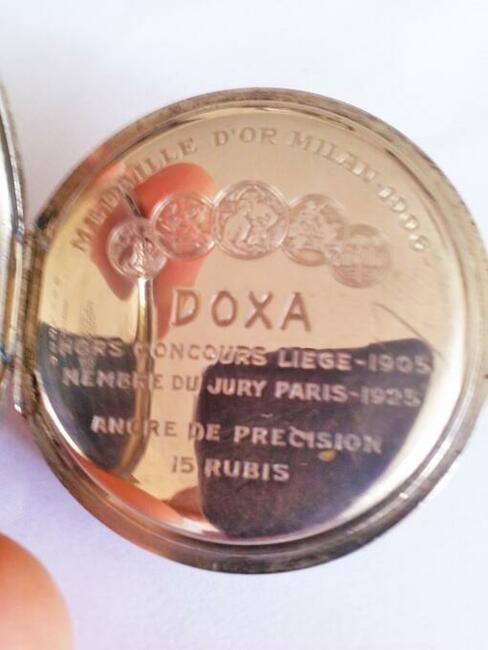 MEDAILLE D'OR MILAN-1906
DOXA
HORS CONCOURS LIEGE-1905
MEMBRE DU JURY PARIS-1925
ANCRE DE PRECISION
15 RUBIS